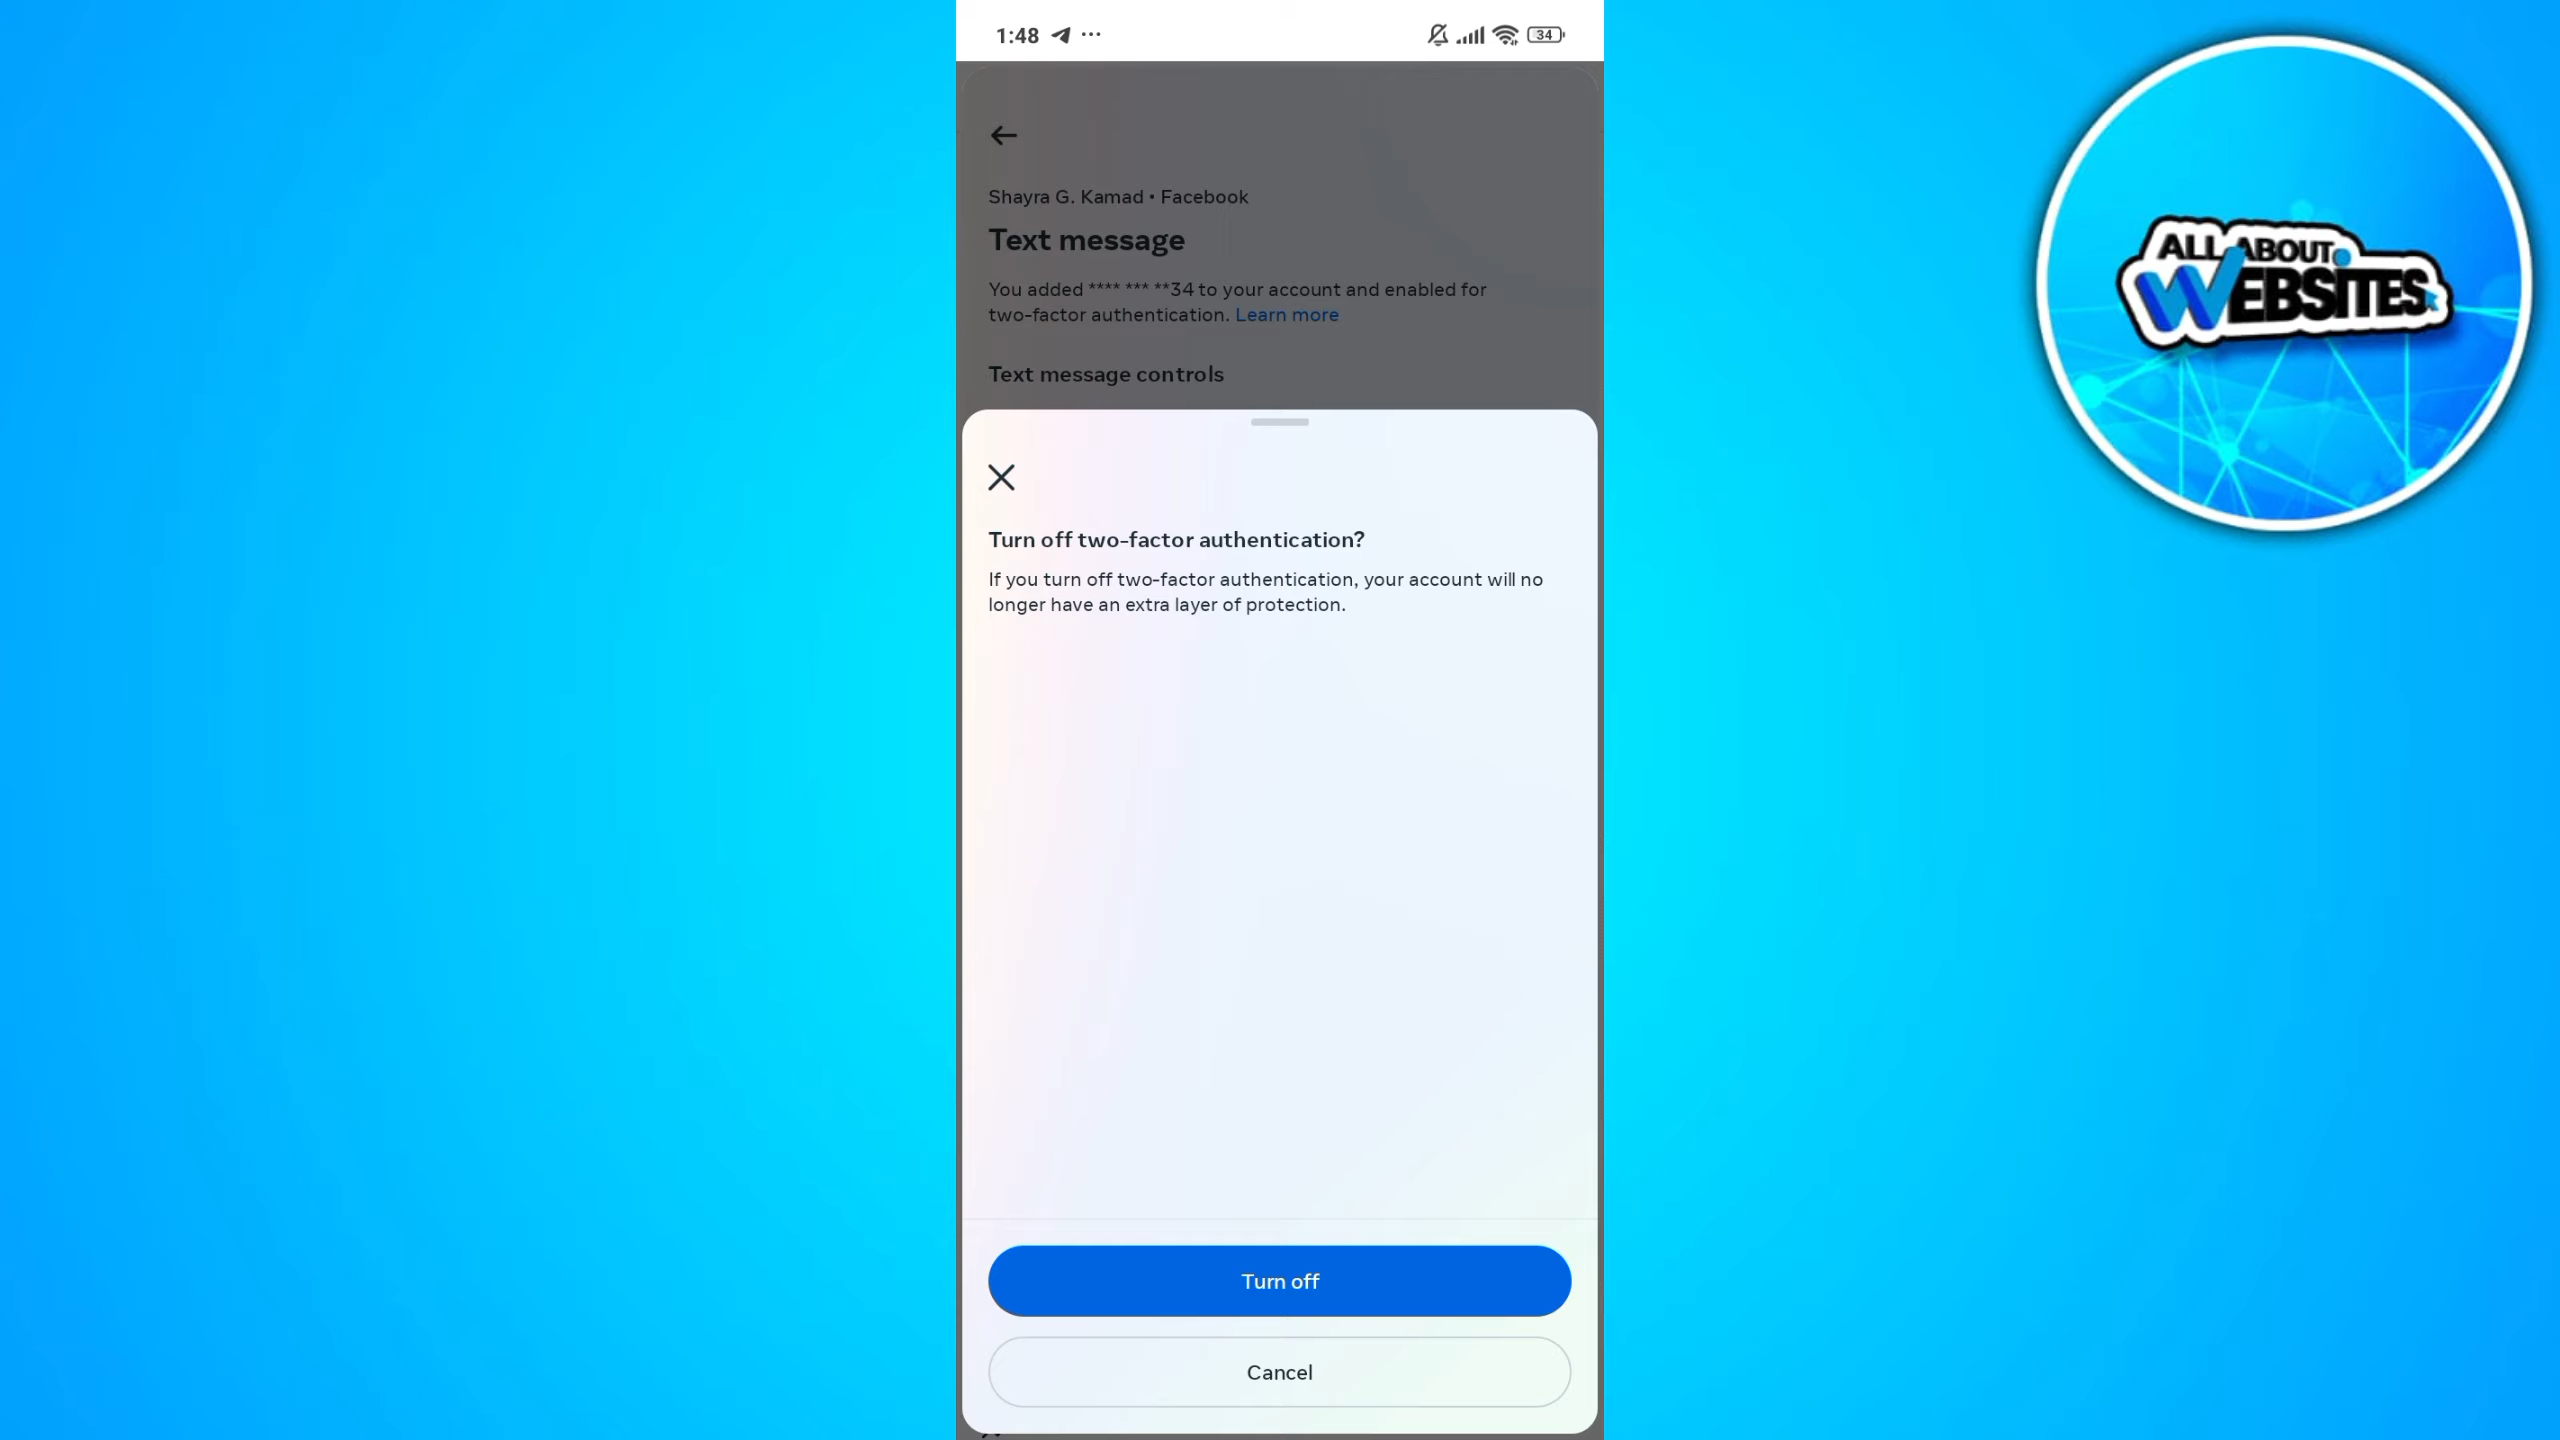 1:48
34
Shayra G. Kamad • Facebook
Text message
You added **** *** **34 to your account and enabled for
two-factor authentication. Learn more
Text message controls
Turn off two-factor authentication?
If you turn off two-factor authentication, your account will no
longer have an extra layer of protection.
Turn off
Cancel
ALL ABOUT
WEBSITES